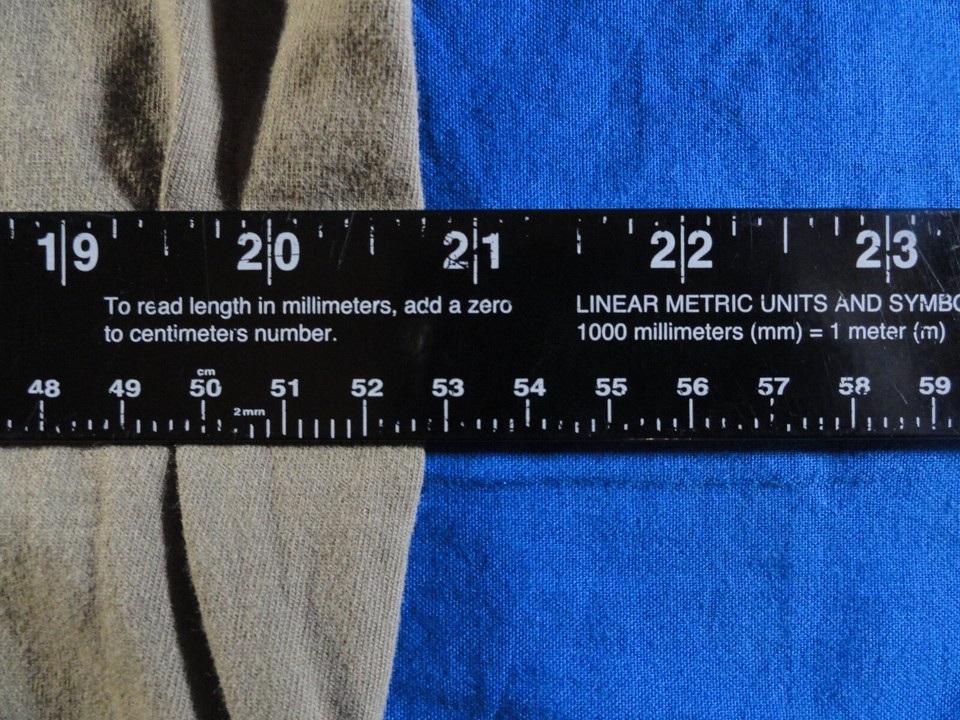 19 20 21 22 23
To read length in millimeters, add a zero
to centimeters number.
LINEAR METRIC UNITS AND SYMBO
1000 millimeters (mm) = 1 meter (m)
cm
48 49 50 51 52 53 54 55 56 57 58 59
2mm